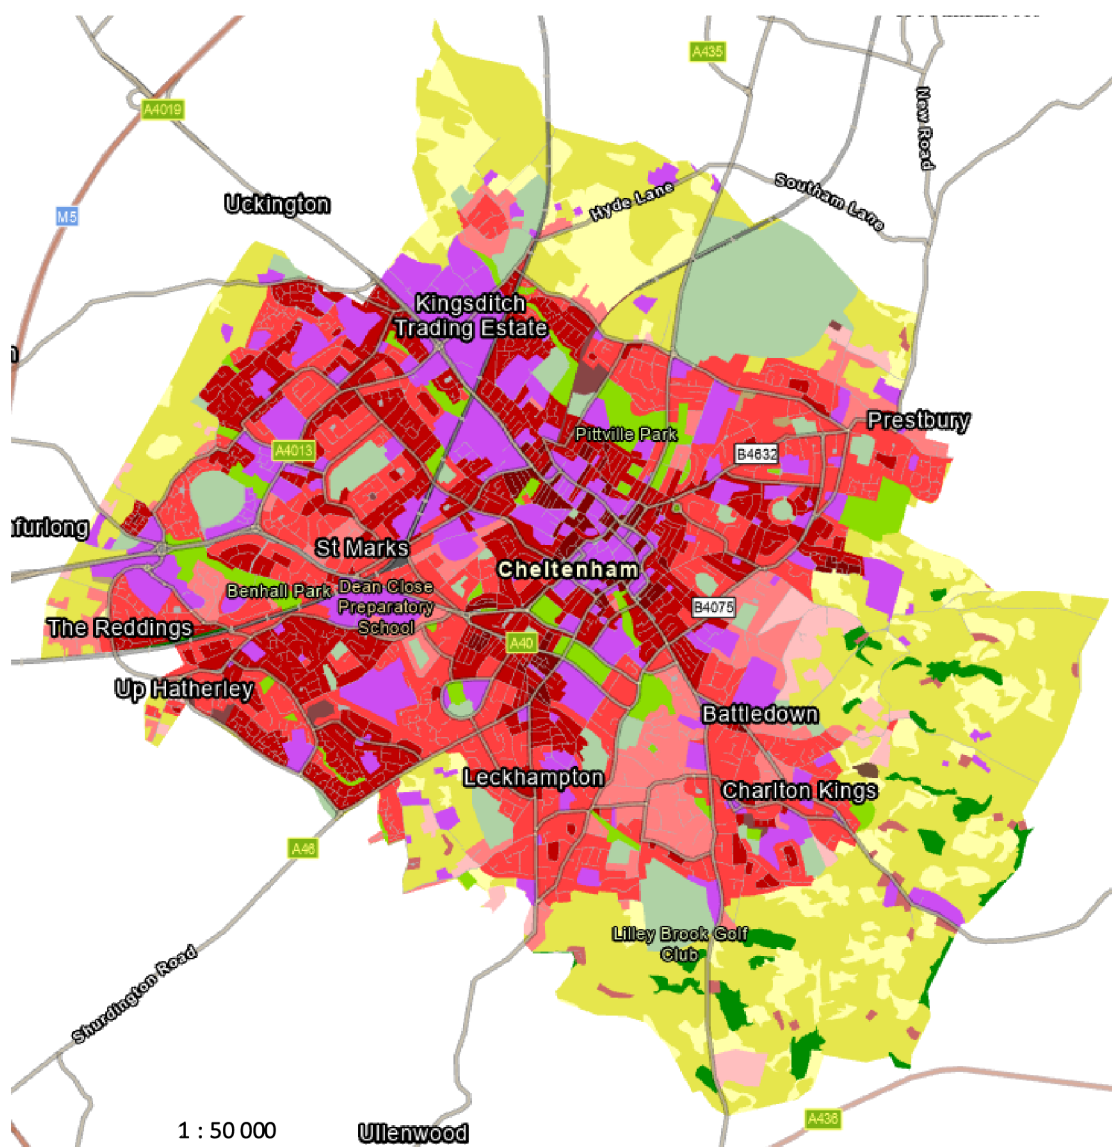 A435
A4019
New Road
M5
Uckington
Hyde Lane
Southam Lane
Kingsditch
Trading Estate
Prestbury
Pittville Park
A4013
B4632
furlong
St Marks
Cheltenham
Benhall Park
Dean Close
Preparatory
School
B4075
The Reddings
A40
Up Hatherley
Battledown
Leckhampton
Charlton Kings
A46
Lilley Brook Golf
Club
Shurdington Road
1 : 50 000
Ullenwood
A436